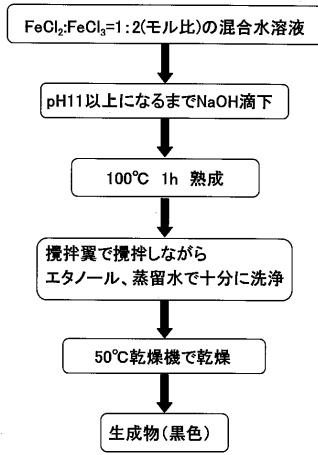 FeCl₂:FeCl₃=1:2(モル比)の混合水溶液
pH11以上になるまでNaOH滴下
100℃ 1h 熟成
攪拌翼で攪拌しながら
エタノール、蒸留水で十分に洗浄
50℃乾燥機で乾燥
生成物(黒色)